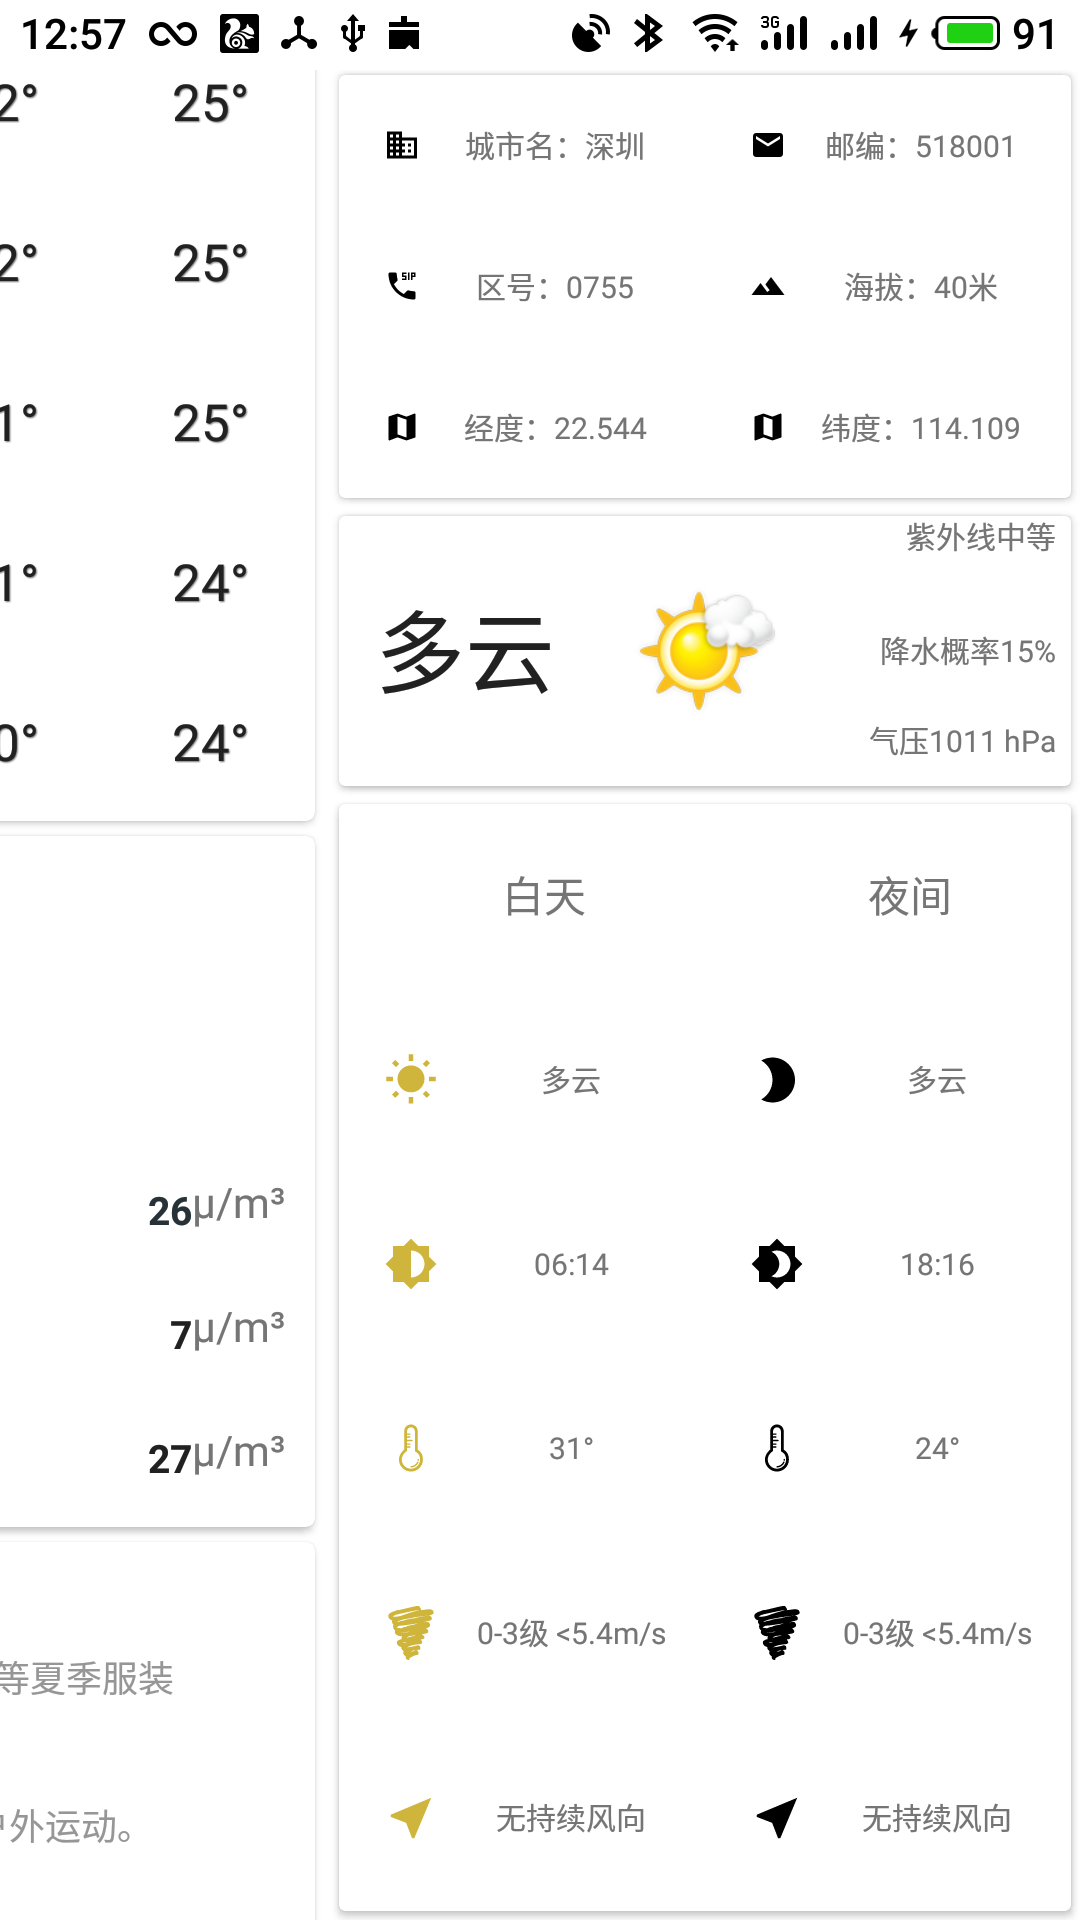 12:57
3G
91
2° 25°
2° 25°
1° 25°
1° 24°
0° 24°
26μ/m³
7μ/m³
27μ/m³
等夏季服装
户外运动。
城市名：深圳
邮编：518001
SIP
区号：0755
海拔：40米
经度：22.544
纬度：114.109
多云
紫外线中等
降水概率15%
气压1011 hPa
白天 夜间
多云 多云
06:14 18:16
31° 24°
0-3级 <5.4m/s 0-3级 <5.4m/s
无持续风向 无持续风向